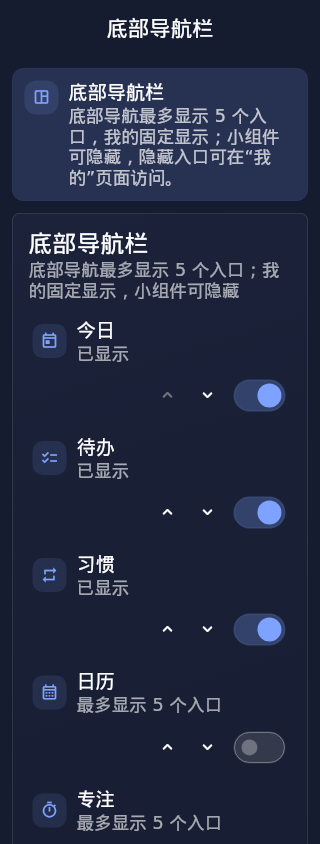 底部导航栏
底部导航栏
底部导航最多显示 5 个入
口，我的固定显示；小组件
可隐藏，隐藏入口可在“我
的”页面访问。
底部导航栏
底部导航最多显示 5 个入口；我
的固定显示，小组件可隐藏
今日
已显示
待办
已显示
习惯
已显示
日历
最多显示 5 个入口
专注
最多显示 5 个入口